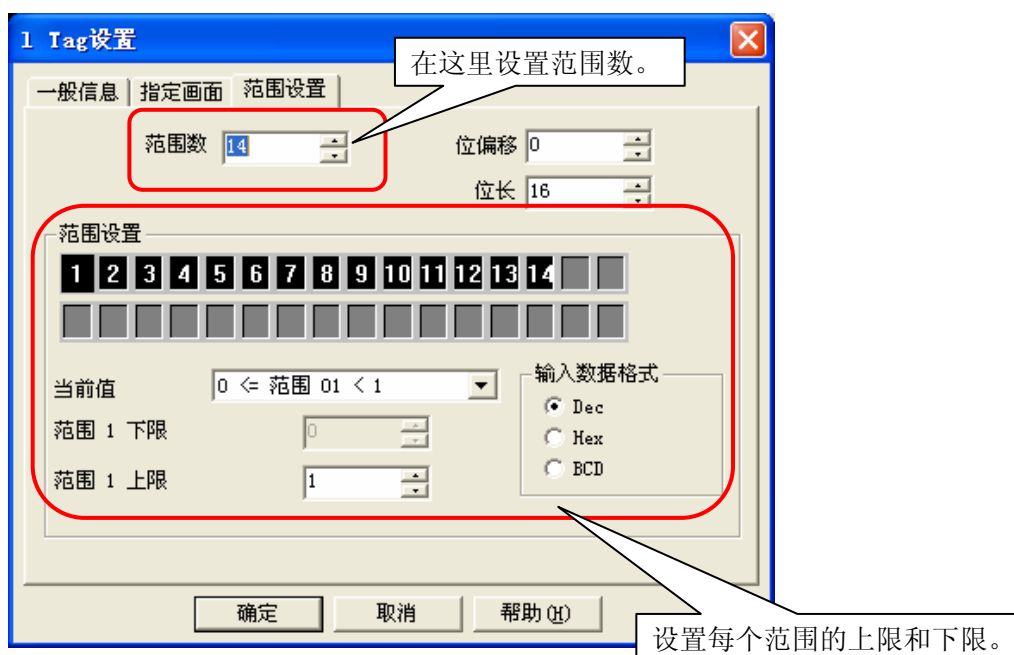 1 Tag设置
在这里设置范围数。
一般信息 指定画面 范围设置
范围数 14 位偏移 0
位长 16
范围设置
1 2 3 4 5 6 7 8 9 10 11 12 13 14
当前值 0 <= 范围 01 < 1 输入数据格式
Dec
范围 1 下限 0
Hex
范围 1 上限 1
BCD
确定 取消 帮助(H)
设置每个范围的上限和下限。